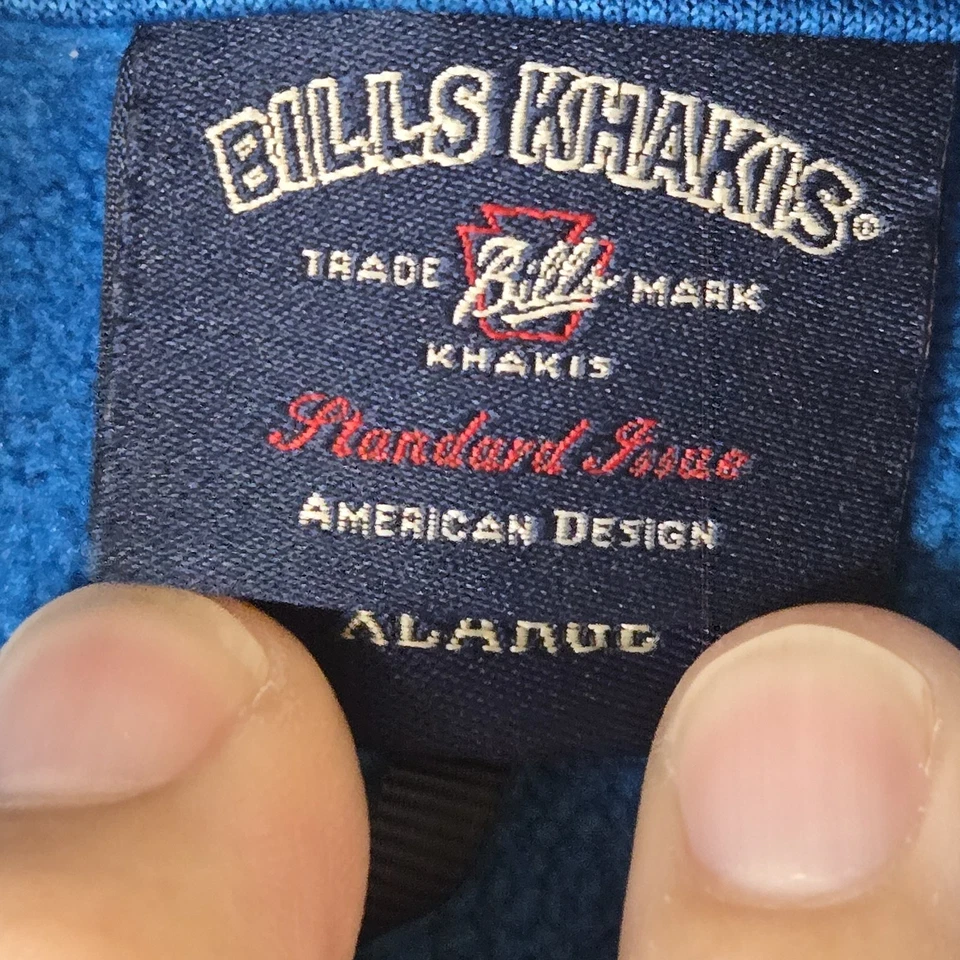 BILLS KHAKIS®
TRADE Bills MARK
KHAKIS
Standard Issue
AMERICAN DESIGN